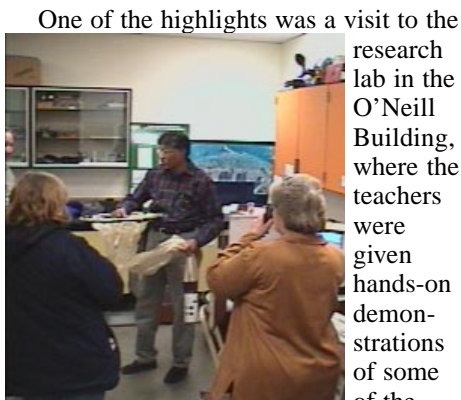 One of the highlights was a visit to the
research
lab in the
O’Neill
Building,
where the
teachers
were
given
hands-on
demon-
strations
of some
of the